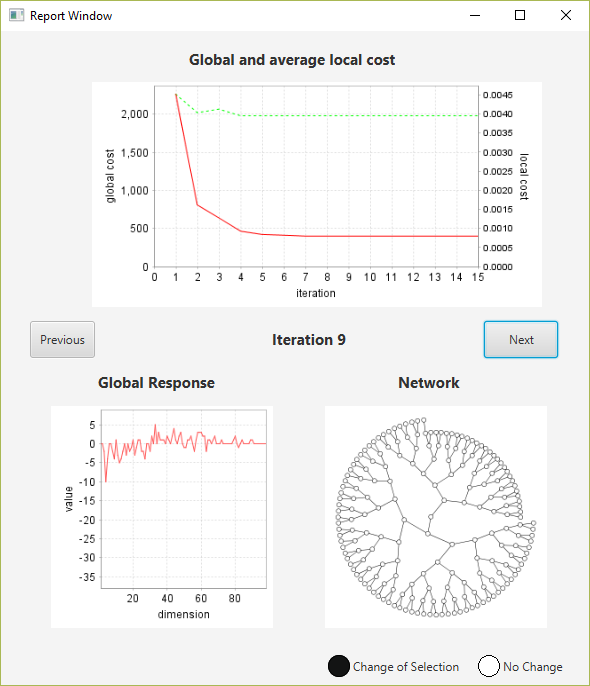 Report Window
Global and average local cost
global cost
2,000
1,500
1,000
500
0
0.0045
0.0040
0.0035
0.0030
0.0025
0.0020
0.0015
0.0010
0.0005
0.0000
local cost
0 1 2 3 4 5 6 7 8 9 10 11 12 13 14 15
iteration
Previous
Iteration 9
Next
Global Response
Network
value
5
0
-5
-10
-15
-20
-25
-30
-35
20 40 60 80
dimension
Change of Selection
No Change